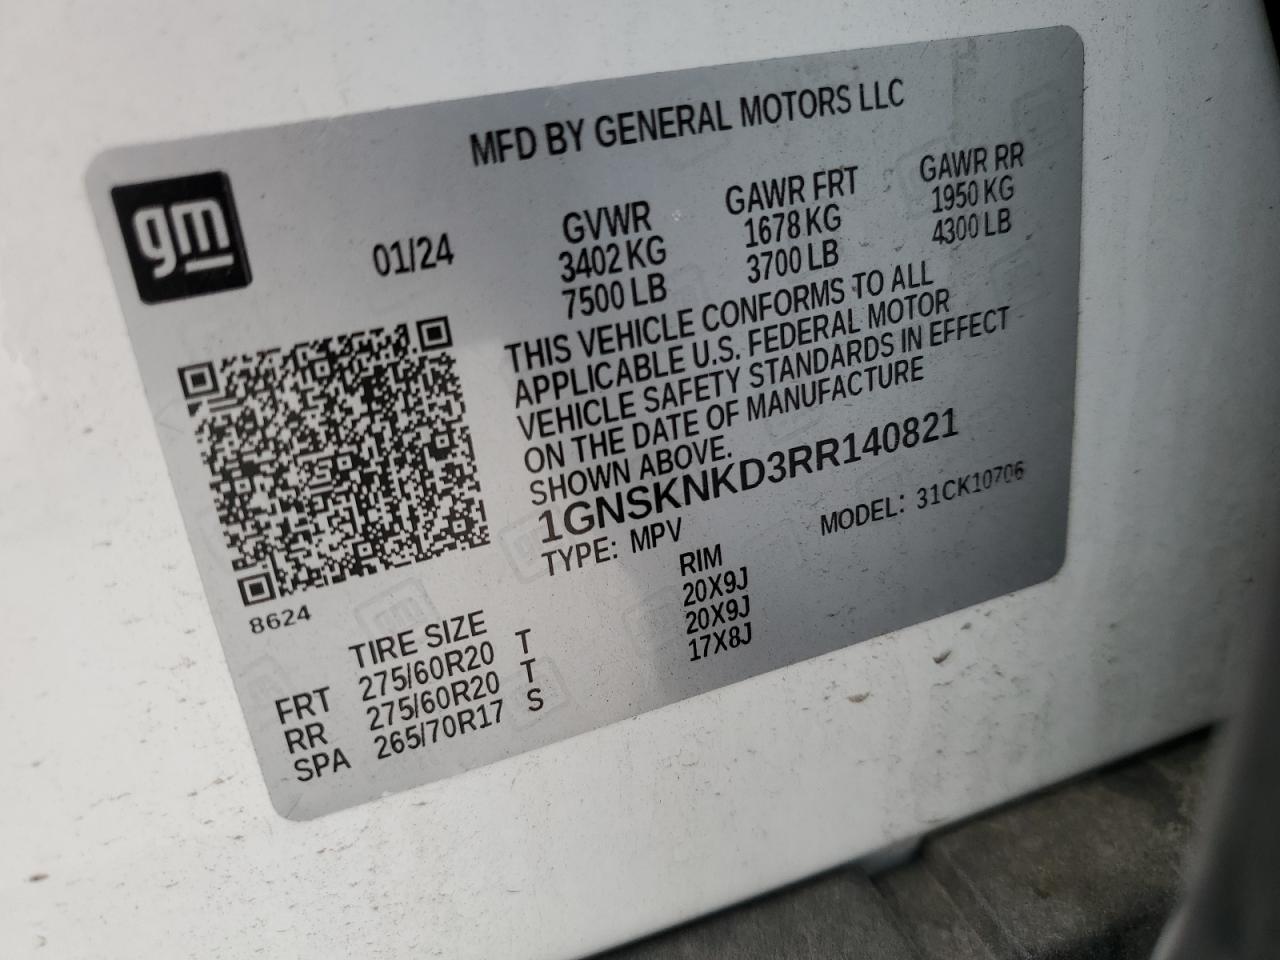 MFD BY GENERAL MOTORS LLC
gm
01/24
GVWR GAWR FRT GAWR RR
3402 KG 1678 KG 1950 KG
7500 LB 3700 LB 4300 LB
THIS VEHICLE CONFORMS TO ALL
APPLICABLE U.S. FEDERAL MOTOR
VEHICLE SAFETY STANDARDS IN EFFECT
ON THE DATE OF MANUFACTURE
SHOWN ABOVE.
1GNSKNKD3RR140821
TYPE: MPV MODEL: 31CK10706
8624
TIRE SIZE RIM
FRT 275/60R20 T 20X9J
RR 275/60R20 T 20X9J
SPA 265/70R17 S 17X8J